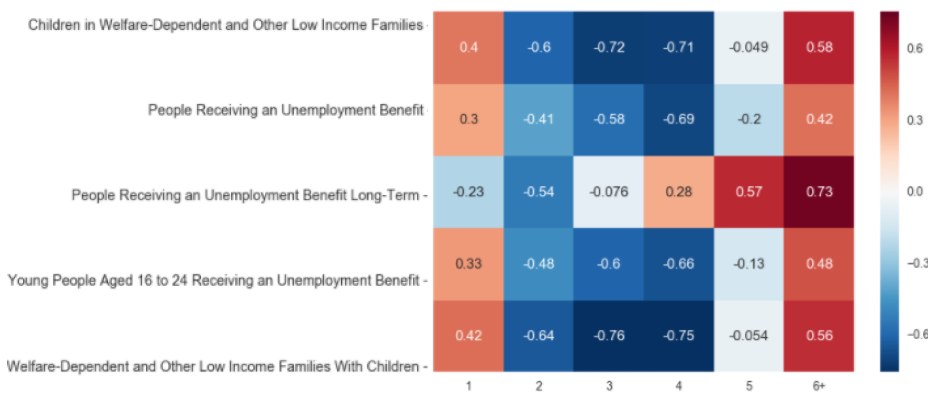 Children in Welfare-Dependent and Other Low Income Families
0.4 -0.6 -0.72 -0.71 -0.049 0.58
People Receiving an Unemployment Benefit
0.3 -0.41 -0.58 -0.69 -0.2 0.42
People Receiving an Unemployment Benefit Long-Term
-0.23 -0.54 -0.076 0.28 0.57 0.73
Young People Aged 16 to 24 Receiving an Unemployment Benefit
0.33 -0.48 -0.6 -0.66 -0.13 0.48
Welfare-Dependent and Other Low Income Families With Children
0.42 -0.64 -0.76 -0.75 -0.054 0.56
1 2 3 4 5 6+
0.6
0.3
0.0
-0.3
-0.6